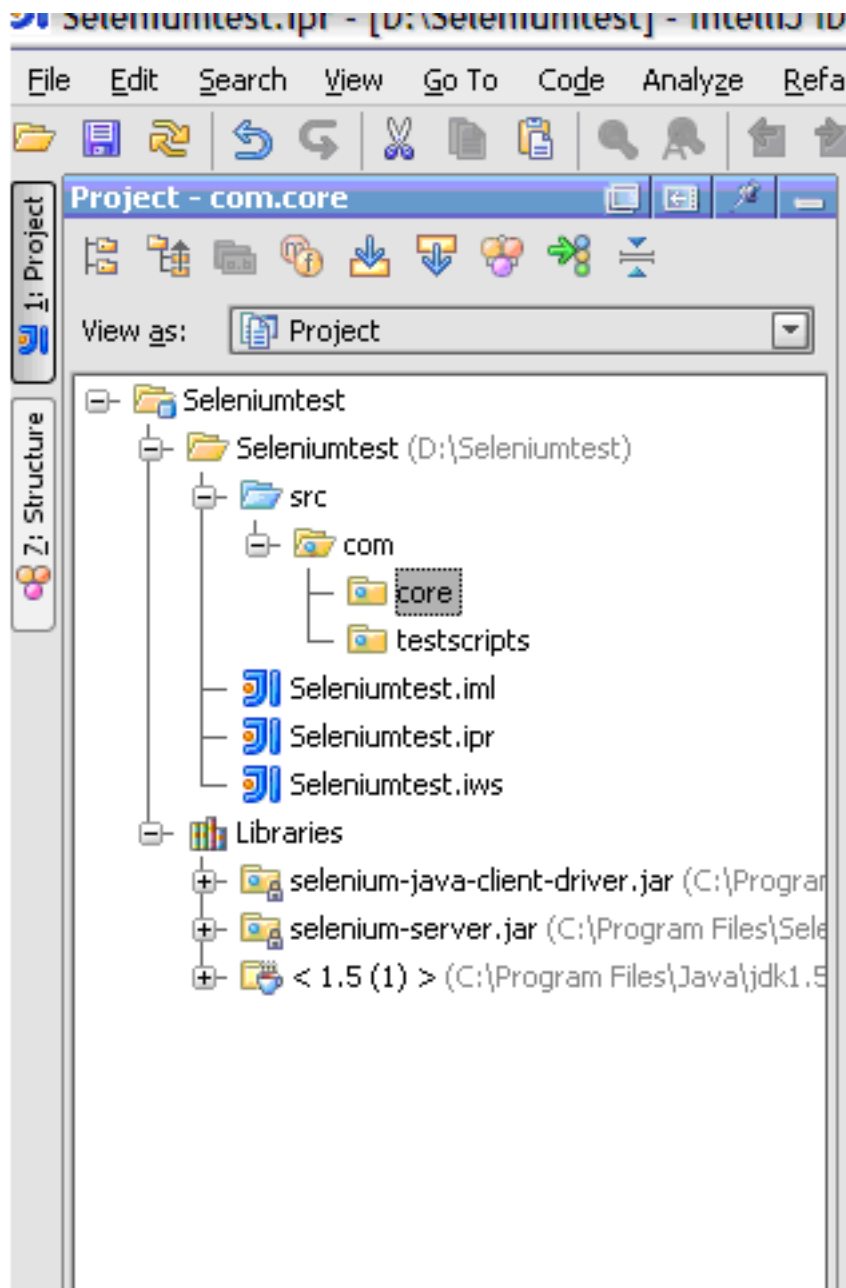 Seleniumtest.ipr - [D:\Seleniumtest] - IntelliJ ID
File Edit Search View Go To Code Analyze Refa
Project - com.core
1: Project
7: Structure
View as: Project
Seleniumtest
Seleniumtest (D:\Seleniumtest)
src
com
core
testscripts
Seleniumtest.iml
Seleniumtest.ipr
Seleniumtest.iws
Libraries
selenium-java-client-driver.jar (C:\Program
selenium-server.jar (C:\Program Files\Sele
< 1.5 (1) > (C:\Program Files\Java\jdk1.5